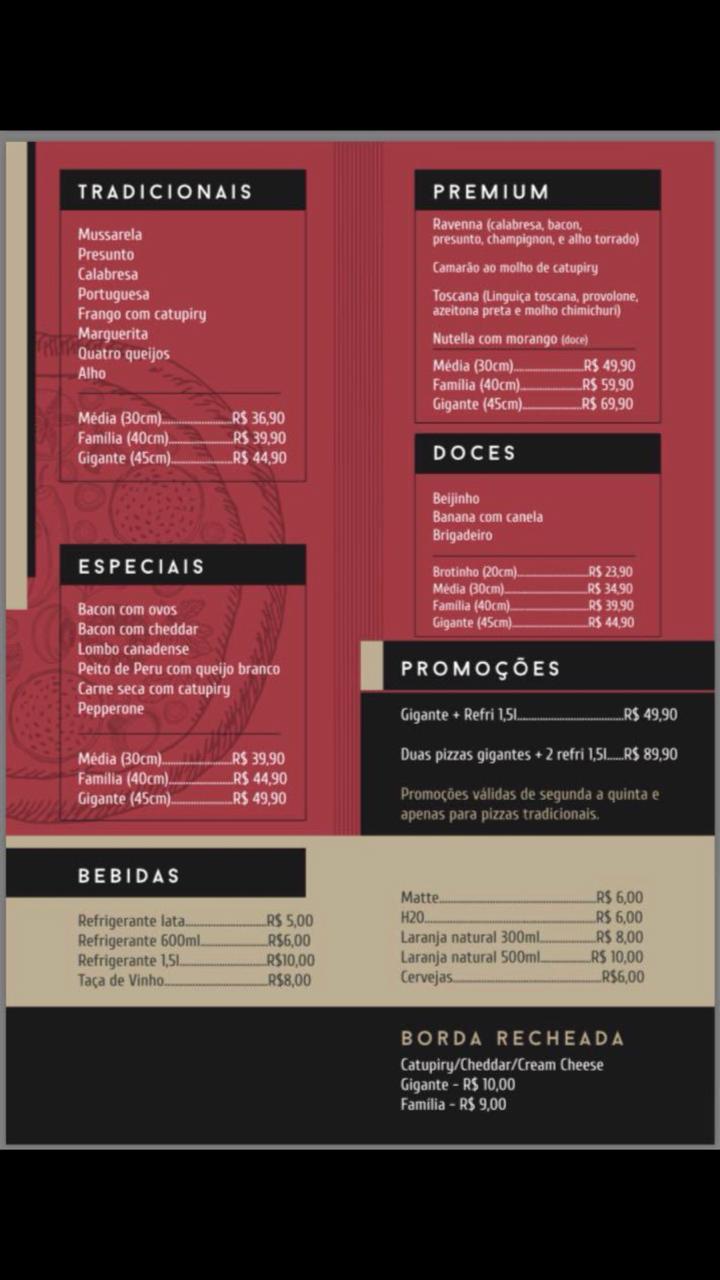 TRADICIONAIS
Mussarela
Presunto
Calabresa
Portuguesa
Frango com catupiry
Marguerita
Quatro queijos
Alho
Média (30cm)........................R$ 36,90
Família (40cm)......................R$ 39,90
Gigante (45cm).....................R$ 44,90
ESPECIAIS
Bacon com ovos
Bacon com cheddar
Lombo canadense
Peito de Peru com queijo branco
Carne seca com catupiry
Pepperone
Média (30cm)........................R$ 39,90
Família (40cm)......................R$ 44,90
Gigante (45cm).....................R$ 49,90
PREMIUM
Ravenna (calabresa, bacon,
presunto, champignon, e alho torrado)
Camarão ao molho de catupiry
Toscana (Linguiça toscana, provolone,
azeitona preta e molho chimichuri)
Nutella com morango (doce)
Média (30cm)........................R$ 49,90
Família (40cm)......................R$ 59,90
Gigante (45cm).....................R$ 69,90
DOCES
Beijinho
Banana com canela
Brigadeiro
Brotinho (20cm)........................R$ 23,90
Média (30cm)...........................R$ 34,90
Família (40cm).........................R$ 39,90
Gigante (45cm)........................R$ 44,90
PROMOÇÕES
Gigante + Refri 1,5l....................................R$ 49,90
Duas pizzas gigantes + 2 refri 1,5l......R$ 89,90
Promoções válidas de segunda a quinta e
apenas para pizzas tradicionais.
BEBIDAS
Refrigerante lata...........................R$ 5,00
Refrigerante 600ml.......................R$6,00
Refrigerante 1,5l.............................R$10,00
Taça de Vinho...................................R$8,00
Matte.....................................................R$ 6,00
H2O.........................................................R$ 6,00
Laranja natural 300ml...................R$ 8,00
Laranja natural 500ml.................R$ 10,00
Cervejas..................................................R$6,00
BORDA RECHEADA
Catupiry/Cheddar/Cream Cheese
Gigante - R$ 10,00
Família - R$ 9,00